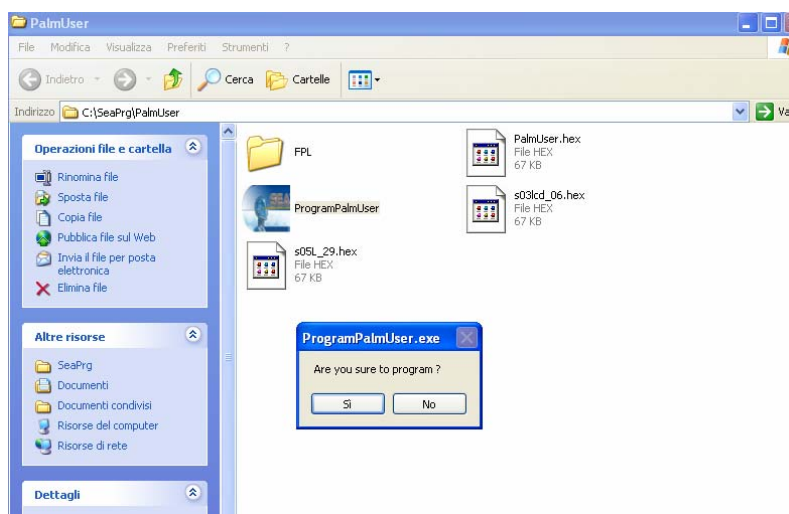 PalmUser
File Modifica Visualizza Preferiti Strumenti ?
Indietro Cerca Cartelle
Indirizzo C:\SeaPrg\PalmUser Va
Operazioni file e cartella
Rinomina file
Sposta file
Copia file
Pubblica file sul Web
Invia il file per posta
elettronica
Elimina file
Altre risorse
SeaPrg
Documenti
Documenti condivisi
Risorse del computer
Risorse di rete
Dettagli
FPL
PalmUser.hex
File HEX
67 KB
ProgramPalmUser
s03lcd_06.hex
File HEX
67 KB
s05L_29.hex
File HEX
67 KB
ProgramPalmUser.exe
Are you sure to program ?
Sì No